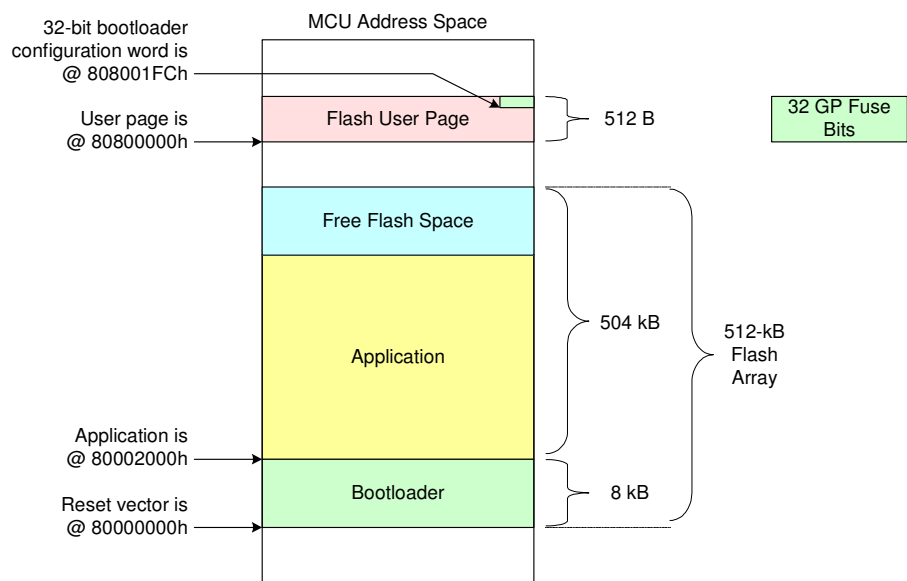 MCU Address Space
32-bit bootloader
configuration word is
@ 808001FCh
User page is
@ 80800000h
Flash User Page
512 B
32 GP Fuse
Bits
Free Flash Space
Application
504 kB
512-kB
Flash
Array
Application is
@ 80002000h
Bootloader
8 kB
Reset vector is
@ 80000000h